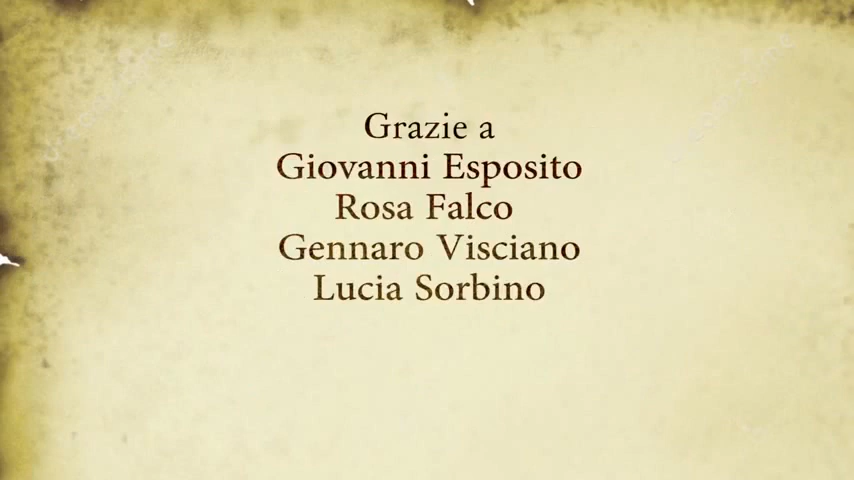 Grazie a
Giovanni Esposito
Rosa Falco
Gennaro Visciano
Lucia Sorbino